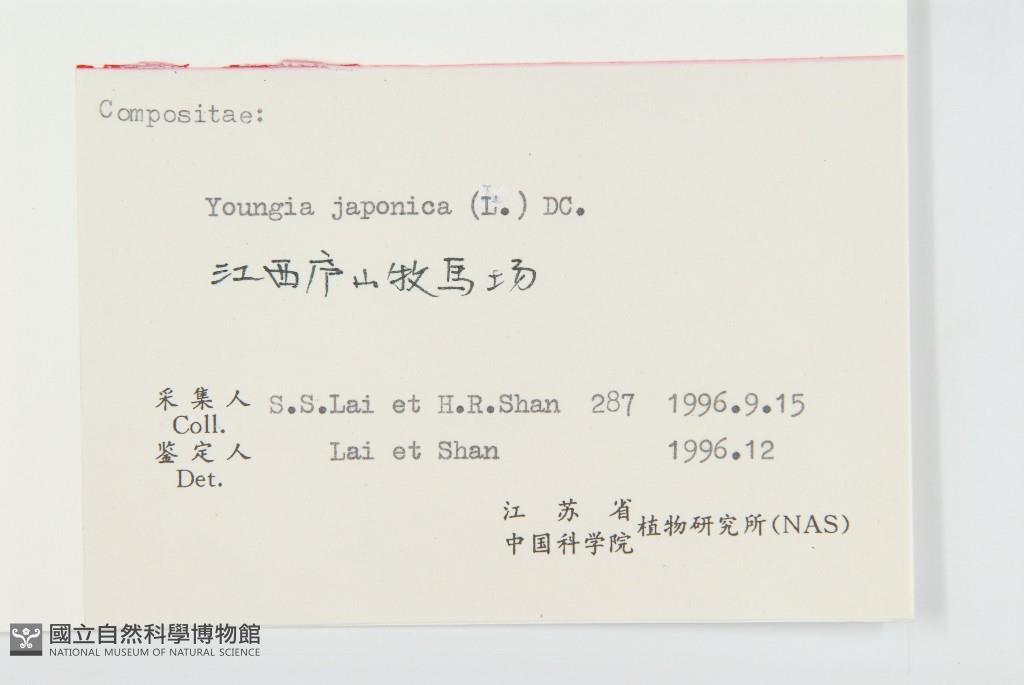 Compositae:
Youngia japonica (L.) DC.
江西庐山牧馬场
采集人 S.S.Lai et H.R.Shan 287 1996.9.15
Coll.
鉴定人 Lai et Shan 1996.12
Det.
江苏省
中国科学院 植物研究所(NAS)
國立自然科學博物館
NATIONAL MUSEUM OF NATURAL SCIENCE